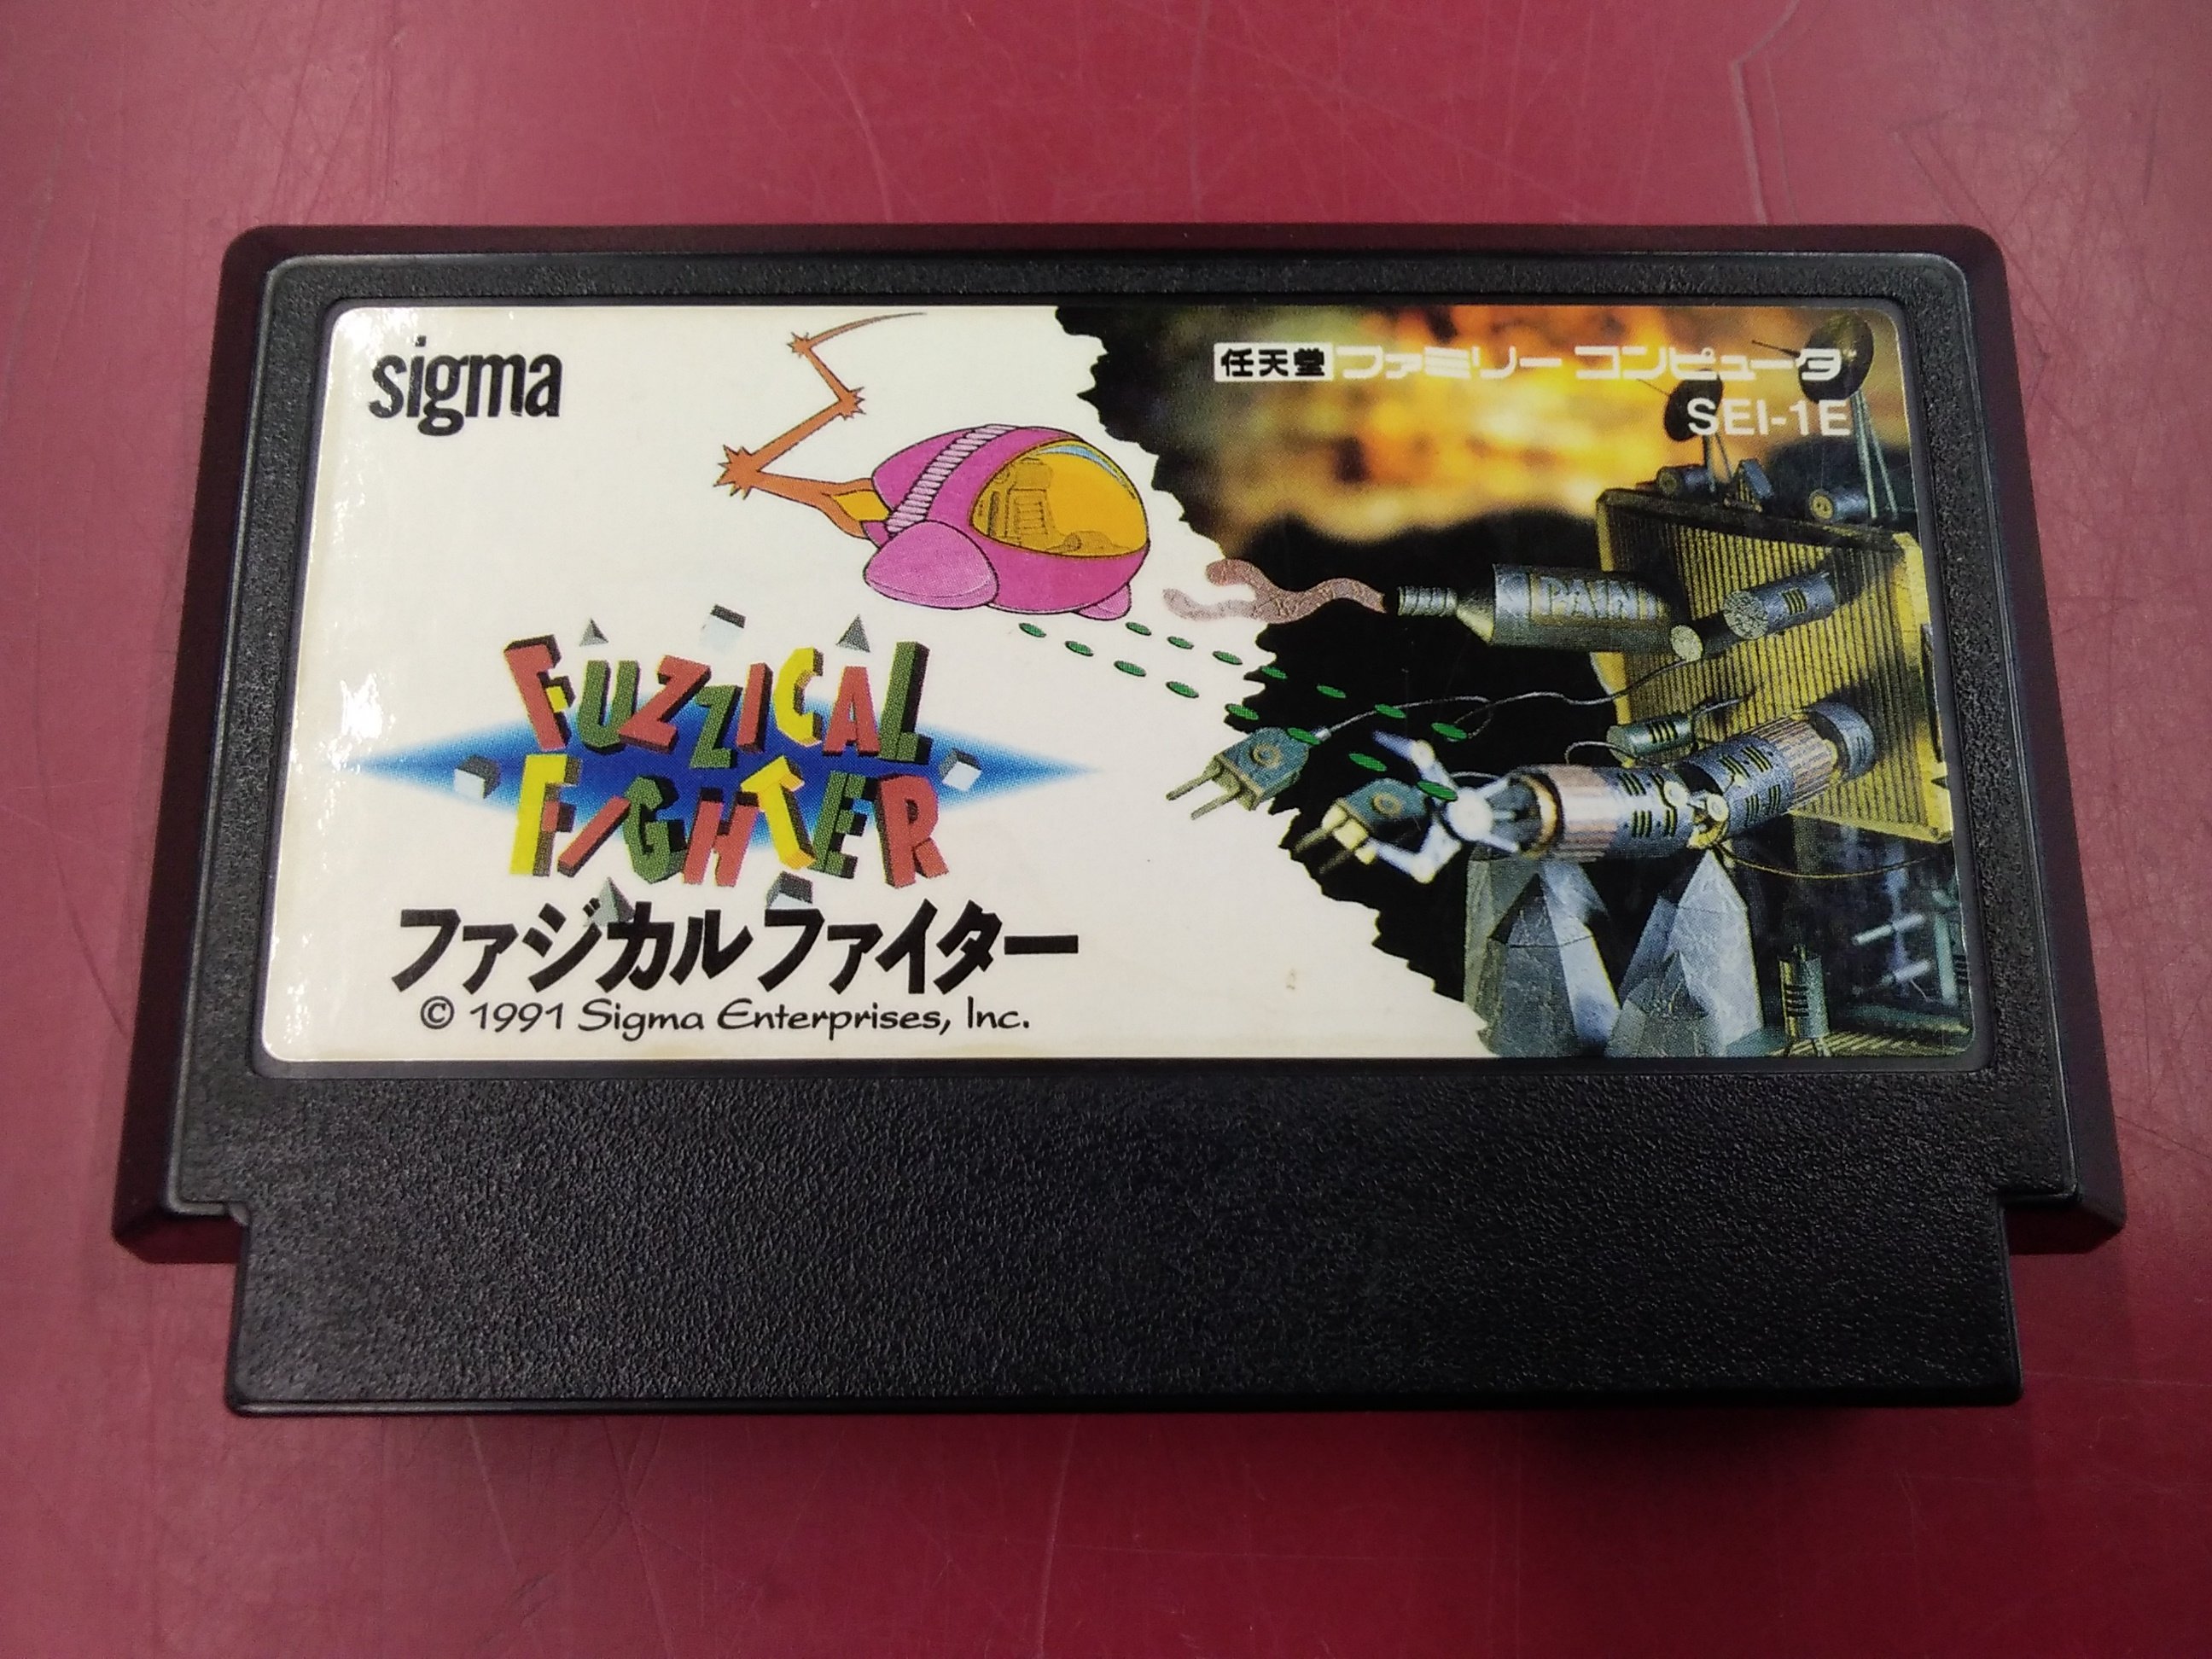 sigma
任天堂 ファミリー コンピュータ
SEI-1E
PAIN
FUZZICAL
FIGHTER
ファジカルファイター
© 1991 Sigma Enterprises, Inc.